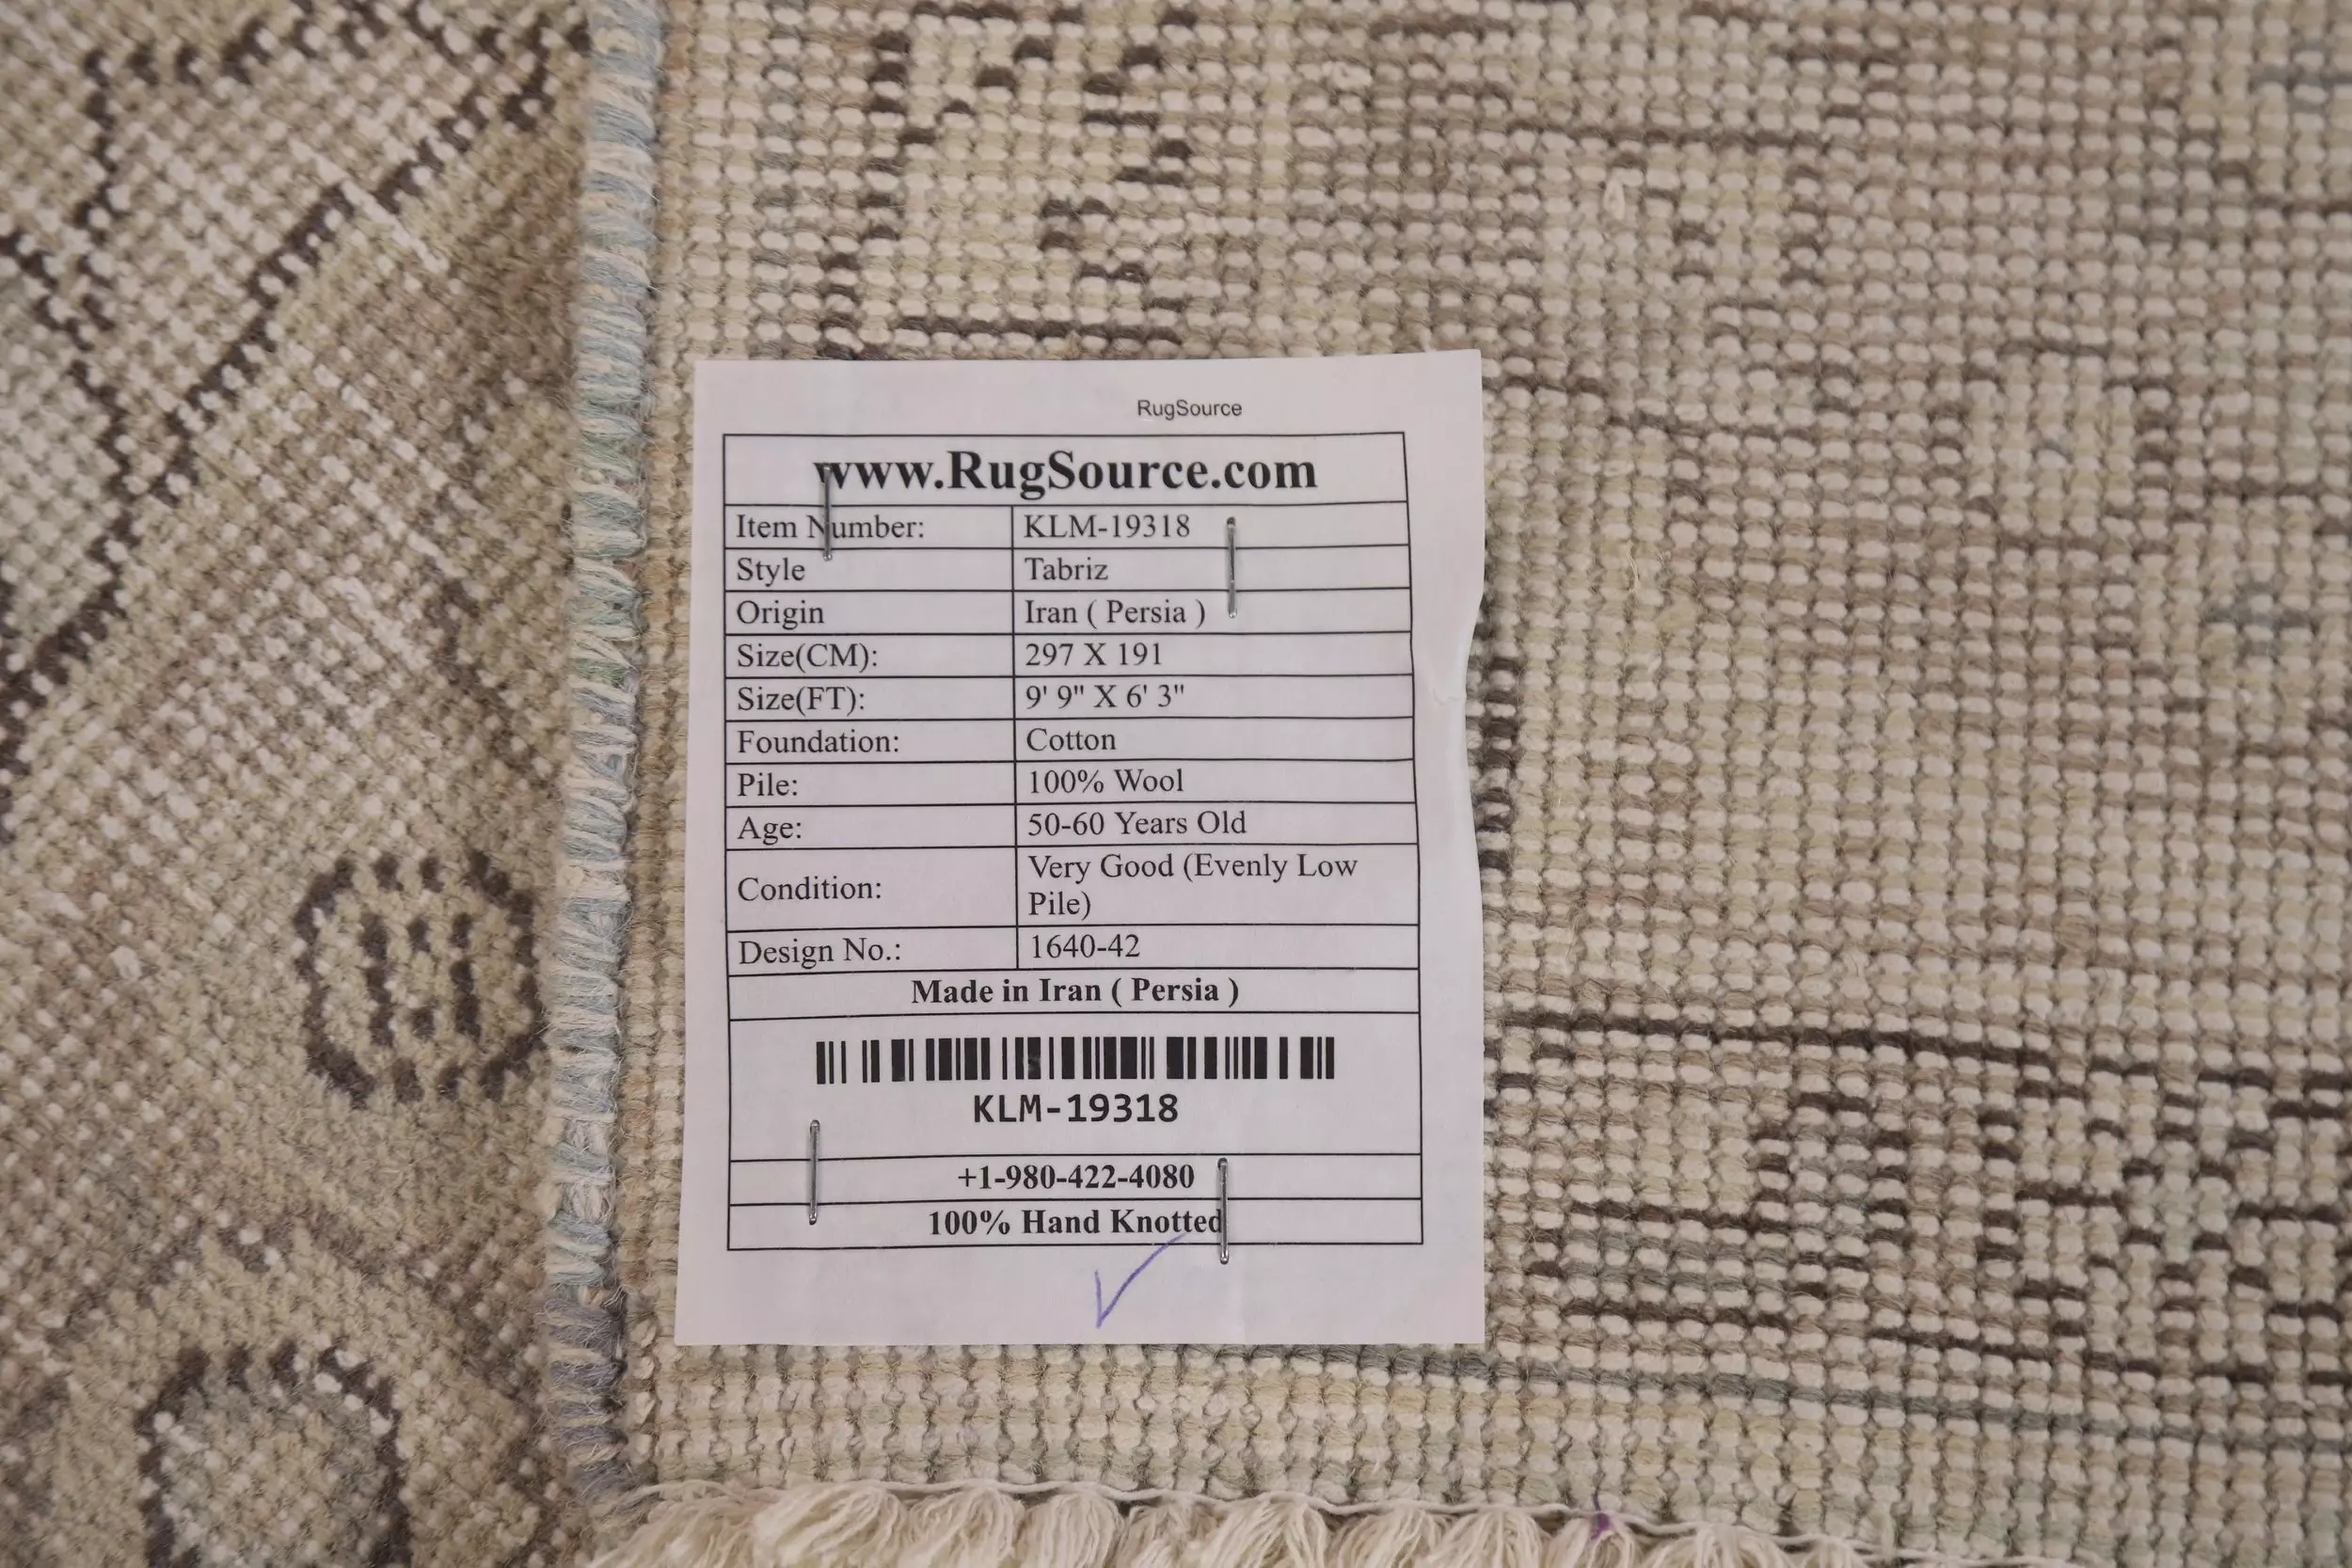 RugSource
www.RugSource.com
Item Number: KLM-19318
Style Tabriz
Origin Iran ( Persia )
Size(CM): 297 X 191
Size(FT): 9' 9" X 6' 3"
Foundation: Cotton
Pile: 100% Wool
Age: 50-60 Years Old
Condition: Very Good (Evenly Low
Pile)
Design No.: 1640-42
Made in Iran ( Persia )
KLM-19318
+1-980-422-4080
100% Hand Knotted